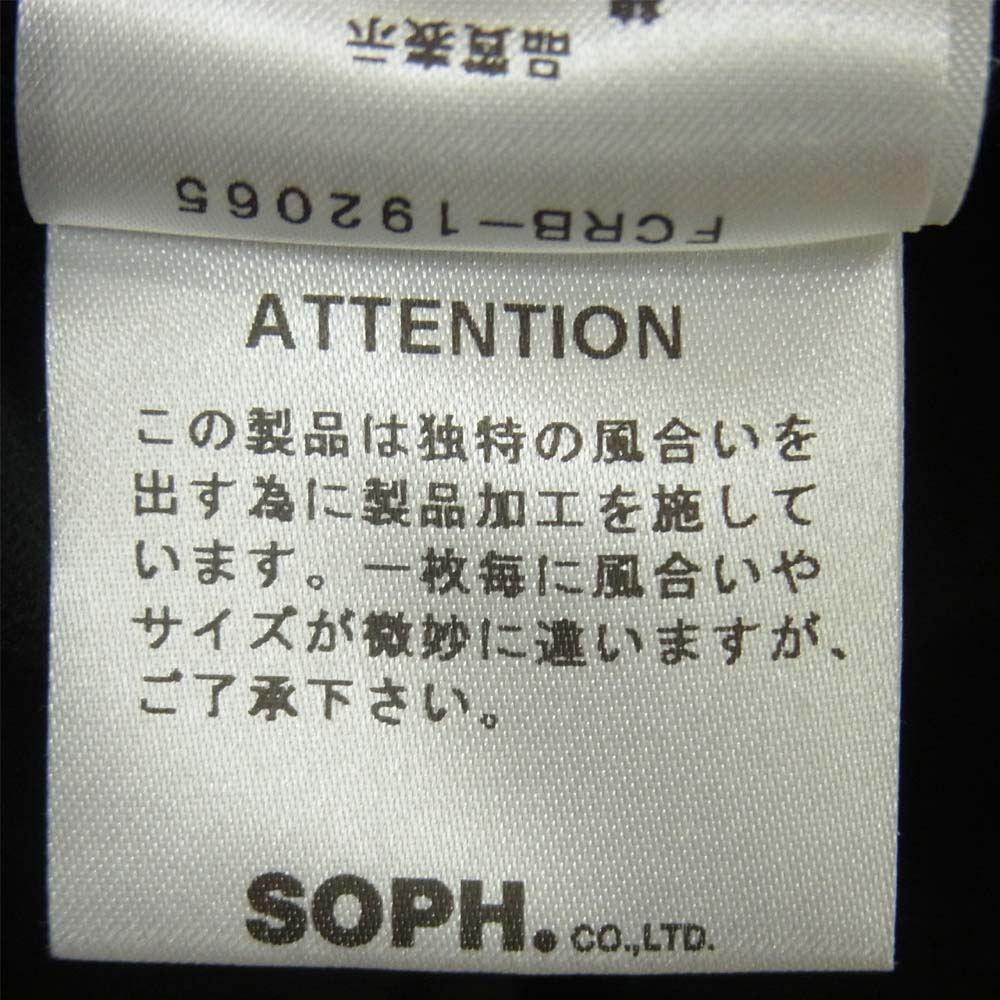 品質表示
FCRB-192065
ATTENTION
この製品は独特の風合いを
出す為に製品加工を施して
います。一枚毎に風合いや
サイズが微妙に違いますが、
ご了承下さい。
SOPH. CO.,LTD.